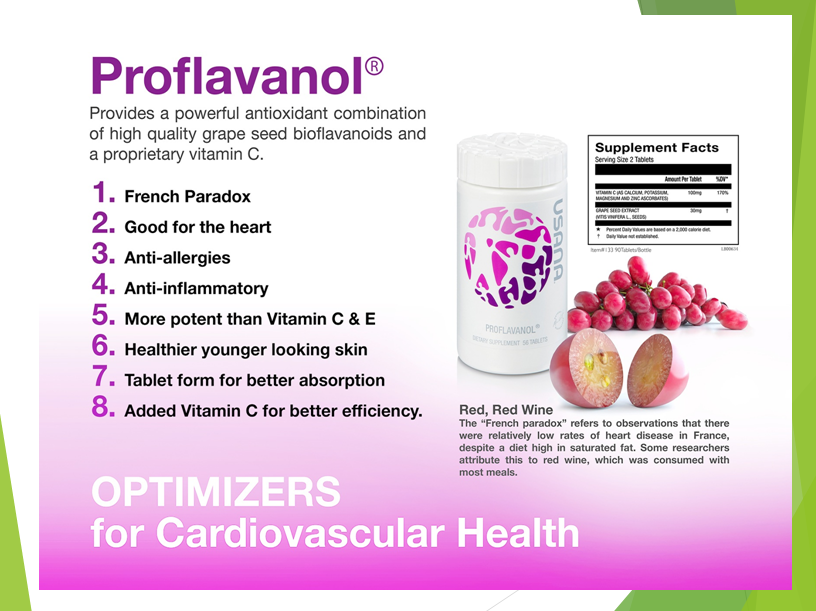 Proflavanol®
Provides a powerful antioxidant combination
of high quality grape seed bioflavanoids and
a proprietary vitamin C.
1. French Paradox
2. Good for the heart
3. Anti-allergies
4. Anti-inflammatory
5. More potent than Vitamin C & E
6. Healthier younger looking skin
7. Tablet form for better absorption
8. Added Vitamin C for better efficiency.
OPTIMIZERS
for Cardiovascular Health
USANA
PROFLAVANOL®
DIETARY SUPPLEMENT 56 TABLETS
Supplement Facts
Serving Size 2 Tablets
Amount Per Tablet %DV*
VITAMIN C (AS CALCIUM, POTASSIUM, 100mg 170%
MAGNESIUM AND ZINC ASCORBATES)
GRAPE SEED EXTRACT 30mg †
(VITIS VINIFERA L., SEEDS)
* Percent Daily Values are based on a 2,000 calorie diet.
† Daily Value not established.
Item#133 90 Tablets/Bottle
Red, Red Wine
The “French paradox” refers to observations that there
were relatively low rates of heart disease in France,
despite a diet high in saturated fat. Some researchers
attribute this to red wine, which was consumed with
most meals.